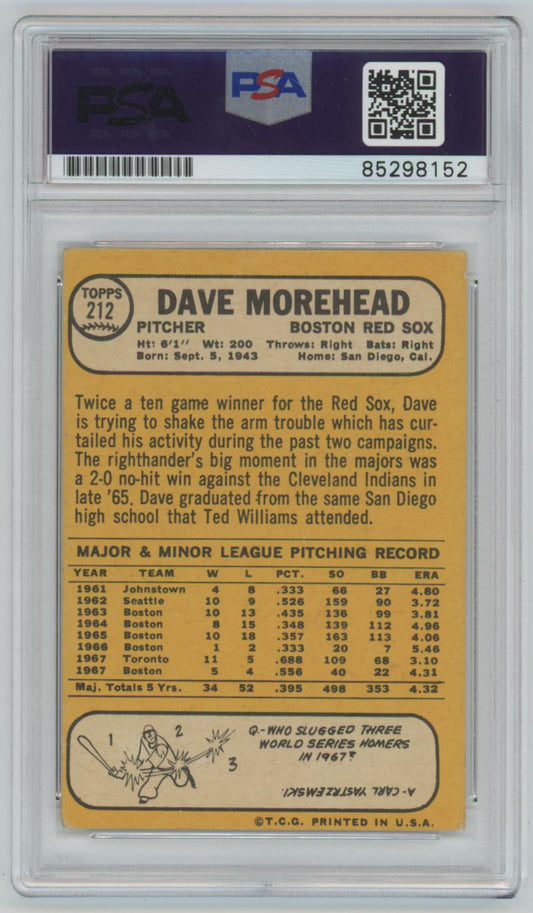 PSA PSA PSA
PSA
PSA PSA PSA
PSA
85298152
TOPPS
212
DAVE MOREHEAD
PITCHER BOSTON RED SOX
Ht: 6'1" Wt: 200 Throws: Right Bats: Right
Born: Sept. 5, 1943 Home: San Diego, Cal.
Twice a ten game winner for the Red Sox, Dave
is trying to shake the arm trouble which has cur-
tailed his activity during the past two campaigns.
The righthander's big moment in the majors was
a 2-0 no-hit win against the Cleveland Indians in
late '65. Dave graduated from the same San Diego
high school that Ted Williams attended.
MAJOR & MINOR LEAGUE PITCHING RECORD
YEAR TEAM W L PCT. SO BB ERA
1961 Johnstown 4 8 .333 66 27 4.80
1962 Seattle 10 9 .526 159 90 3.72
1963 Boston 10 13 .435 136 99 3.81
1964 Boston 8 15 .348 139 112 4.96
1965 Boston 10 18 .357 163 113 4.06
1966 Boston 1 2 .333 20 7 5.46
1967 Toronto 11 5 .688 109 68 3.10
1967 Boston 5 4 .556 40 22 4.31
Maj. Totals 5 Yrs. 34 52 .395 498 353 4.32
1 2 3
Q.-WHO SLUGGED THREE
WORLD SERIES HOMERS
IN 1967?
A-CARL YASTRZEMSKI.
©T.C.G. PRINTED IN U.S.A.